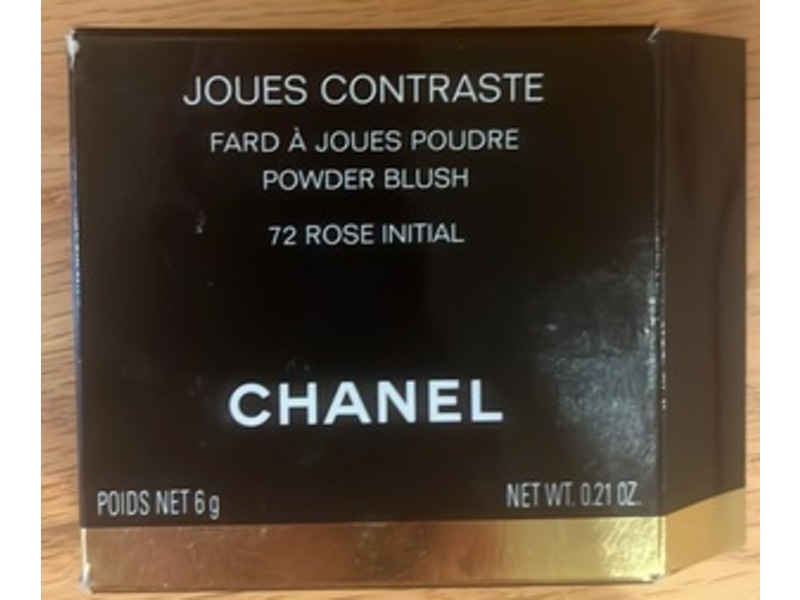 JOUES CONTRASTE
FARD À JOUES POUDRE
POWDER BLUSH
72 ROSE INITIAL
CHANEL
POIDS NET 6 g
NET WT. 0.21 OZ.